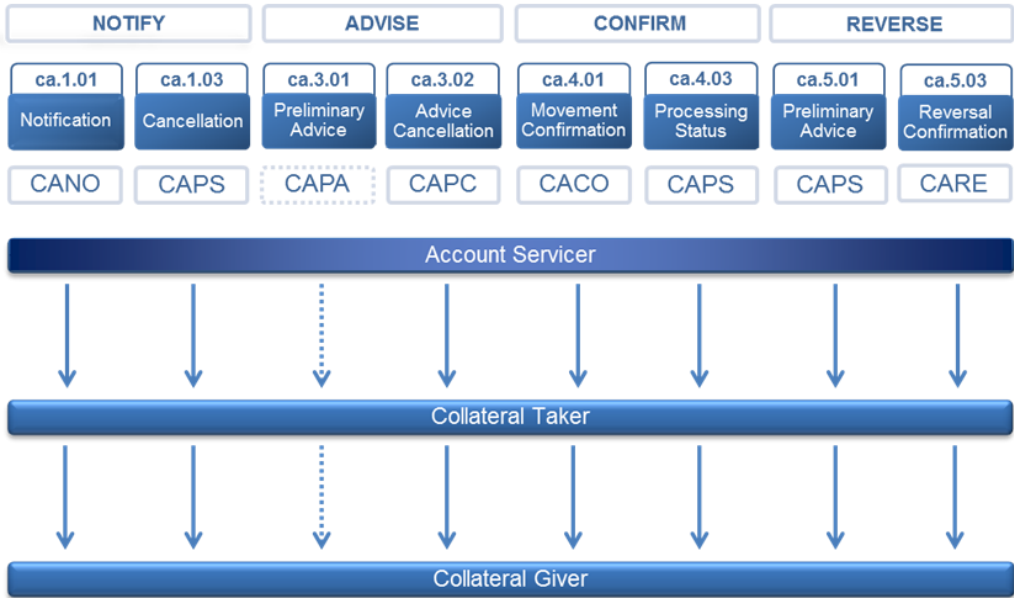 NOTIFY ADVISE CONFIRM REVERSE
ca.1.01 ca.1.03 ca.3.01 ca.3.02 ca.4.01 ca.4.03 ca.5.01 ca.5.03
Notification
Cancellation
Preliminary
Advice
Advice
Cancellation
Movement
Confirmation
Processing
Status
Preliminary
Advice
Reversal
Confirmation
CANO CAPS CAPA CAPC CACO CAPS CAPS CARE
Account Servicer
Collateral Taker
Collateral Giver